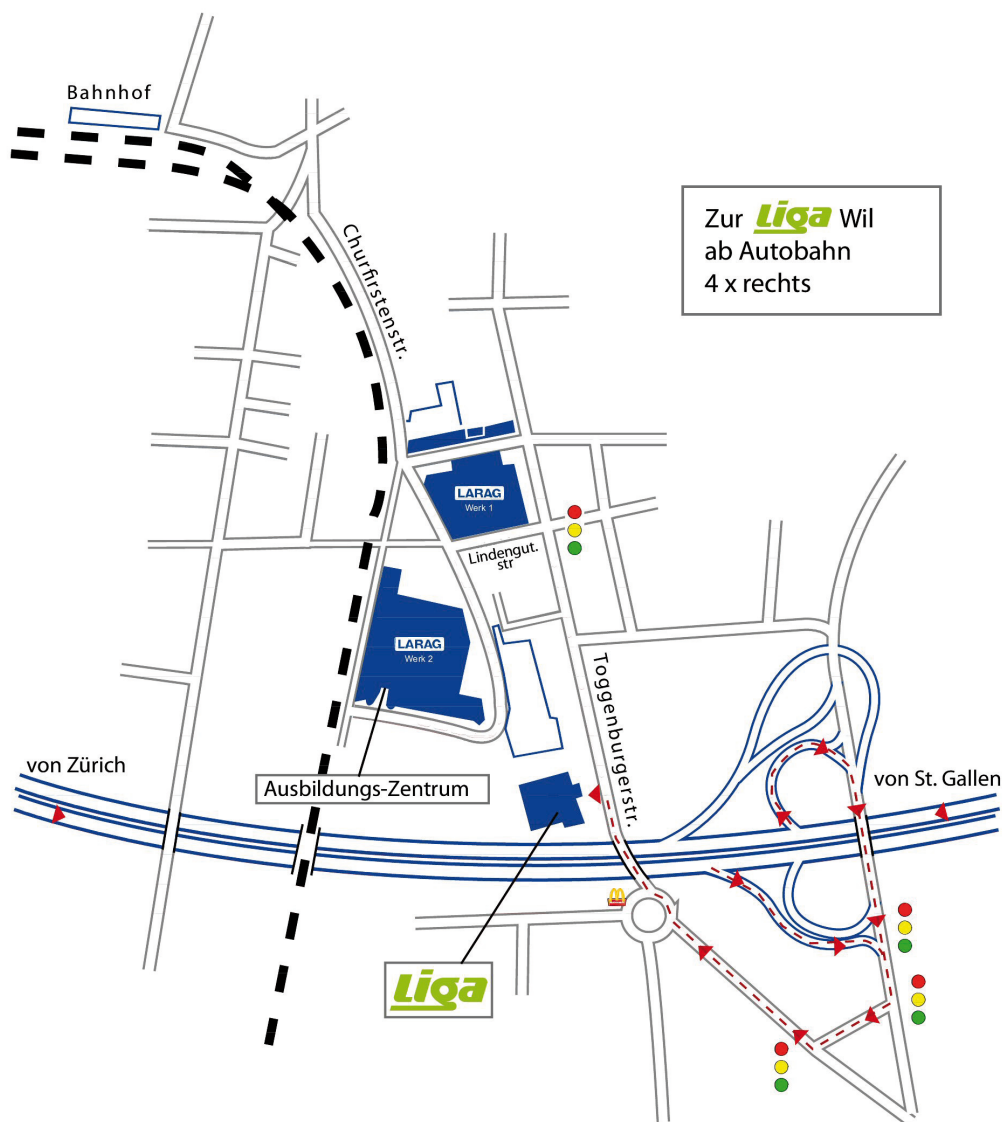 Bahnhof
Zur Liga Wil
ab Autobahn
4 x rechts
Churfirstenstr.
LARAG
Werk 1
Lindengut.
str
LARAG
Werk 2
Toggenburgerstr.
von Zürich
Ausbildungs-Zentrum
von St. Gallen
Liga